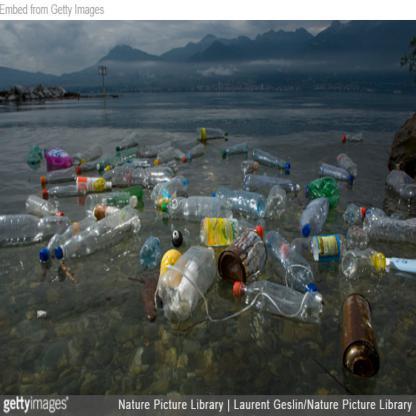 Embed from Getty Images
gettyimages®
Nature Picture Library | Laurent Geslin/Nature Picture Library